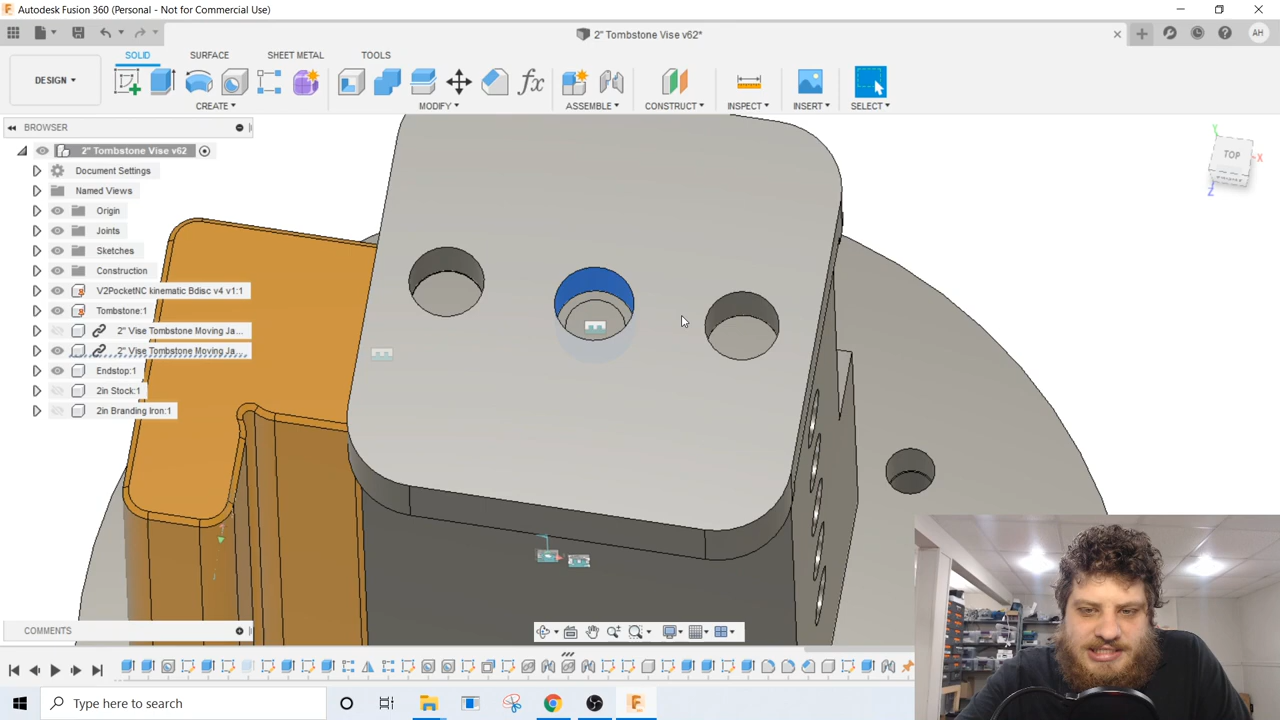 Autodesk Fusion 360 (Personal - Not for Commercial Use)
2" Tombstone Vise v62*
AH
DESIGN
SOLID
SURFACE
SHEET METAL
TOOLS
CREATE
MODIFY
ASSEMBLE
CONSTRUCT
INSPECT
INSERT
SELECT
BROWSER
2" Tombstone Vise v62
Document Settings
Named Views
Origin
Joints
Sketches
Construction
V2PocketNC kinematic Bdisc v4 v1:1
Tombstone:1
2" Vise Tombstone Moving Ja...
2" Vise Tombstone Moving Ja...
Endstop:1
2in Stock:1
2in Branding Iron:1
Y
TOP
X
Z
COMMENTS
Type here to search